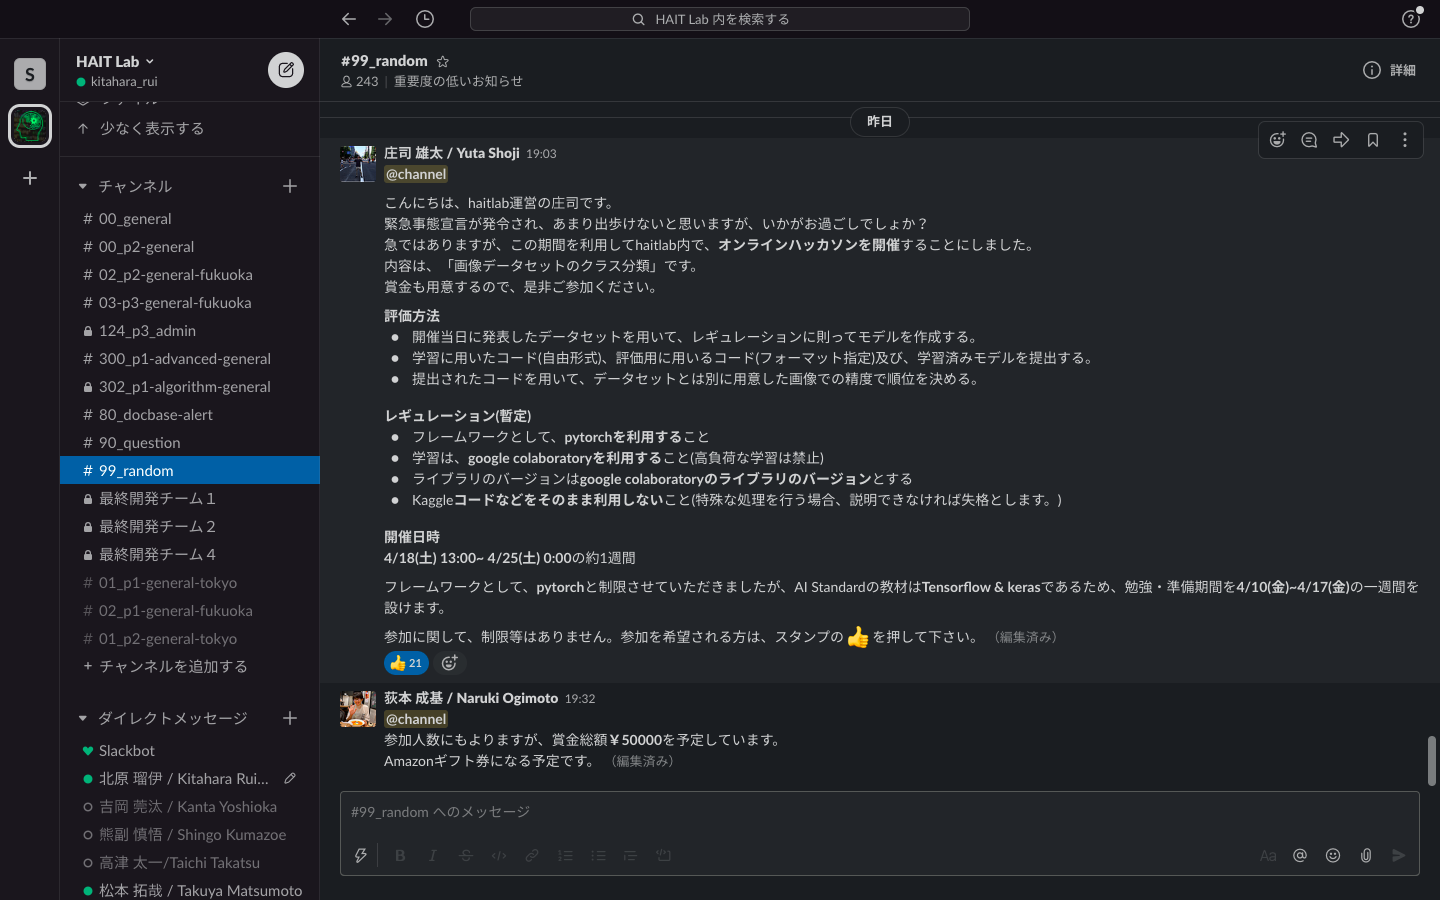 HAIT Lab 内を検索する
S
HAIT Lab
kitahara_rui
少なく表示する
チャンネル
# 00_general
# 00_p2-general
# 02_p2-general-fukuoka
# 03-p3-general-fukuoka
124_p3_admin
# 300_p1-advanced-general
302_p1-algorithm-general
# 80_docbase-alert
# 90_question
# 99_random
最終開発チーム１
最終開発チーム２
最終開発チーム４
# 01_p1-general-tokyo
# 02_p1-general-fukuoka
# 01_p2-general-tokyo
+ チャンネルを追加する
ダイレクトメッセージ
Slackbot
北原 瑠伊 / Kitahara Rui...
吉岡 莞汰 / Kanta Yoshioka
熊副 慎悟 / Shingo Kumazoe
高津 太一/Taichi Takatsu
松本 拓哉 / Takuya Matsumoto
#99_random
243 | 重要度の低いお知らせ
詳細
昨日
庄司 雄太 / Yuta Shoji 19:03
@channel
こんにちは、haitlab運営の庄司です。
緊急事態宣言が発令され、あまり出歩けないと思いますが、いかがお過ごしでしょか？
急ではありますが、この期間を利用してhaitlab内で、オンラインハッカソンを開催することにしました。
内容は、「画像データセットのクラス分類」です。
賞金も用意するので、是非ご参加ください。
評価方法
● 開催当日に発表したデータセットを用いて、レギュレーションに則ってモデルを作成する。
● 学習に用いたコード(自由形式)、評価用に用いるコード(フォーマット指定)及び、学習済みモデルを提出する。
● 提出されたコードを用いて、データセットとは別に用意した画像での精度で順位を決める。
レギュレーション(暫定)
● フレームワークとして、pytorchを利用すること
● 学習は、google colaboratoryを利用すること(高負荷な学習は禁止)
● ライブラリのバージョンはgoogle colaboratoryのライブラリのバージョンとする
● Kaggleコードなどをそのまま利用しないこと(特殊な処理を行う場合、説明できなければ失格とします。)
開催日時
4/18(土) 13:00~ 4/25(土) 0:00の約1週間
フレームワークとして、pytorchと制限させていただきましたが、AI Standardの教材はTensorflow & kerasであるため、勉強・準備期間を4/10(金)~4/17(金)の一週間を
設けます。
参加に関して、制限等はありません。参加を希望される方は、スタンプの👍を押して下さい。 （編集済み）
👍 21
荻本 成基 / Naruki Ogimoto 19:32
@channel
参加人数にもよりますが、賞金総額￥50000を予定しています。
Amazonギフト券になる予定です。 （編集済み）
#99_random へのメッセージ
B I S </> Aa @